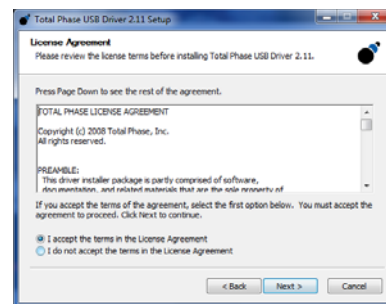 Total Phase USB Driver 2.11 Setup
License Agreement
Please review the license terms before installing Total Phase USB Driver 2.11.
Press Page Down to see the rest of the agreement.
TOTAL PHASE LICENSE AGREEMENT
Copyright (c) 2008 Total Phase, Inc.
All rights reserved.
PREAMBLE:
This driver installer package is partly comprised of software,
documentation, and related materials that are the sole property of
If you accept the terms of the agreement, select the first option below. You must accept the
agreement to proceed. Click Next to continue.
I accept the terms in the License Agreement
I do not accept the terms in the License Agreement
< Back Next > Cancel